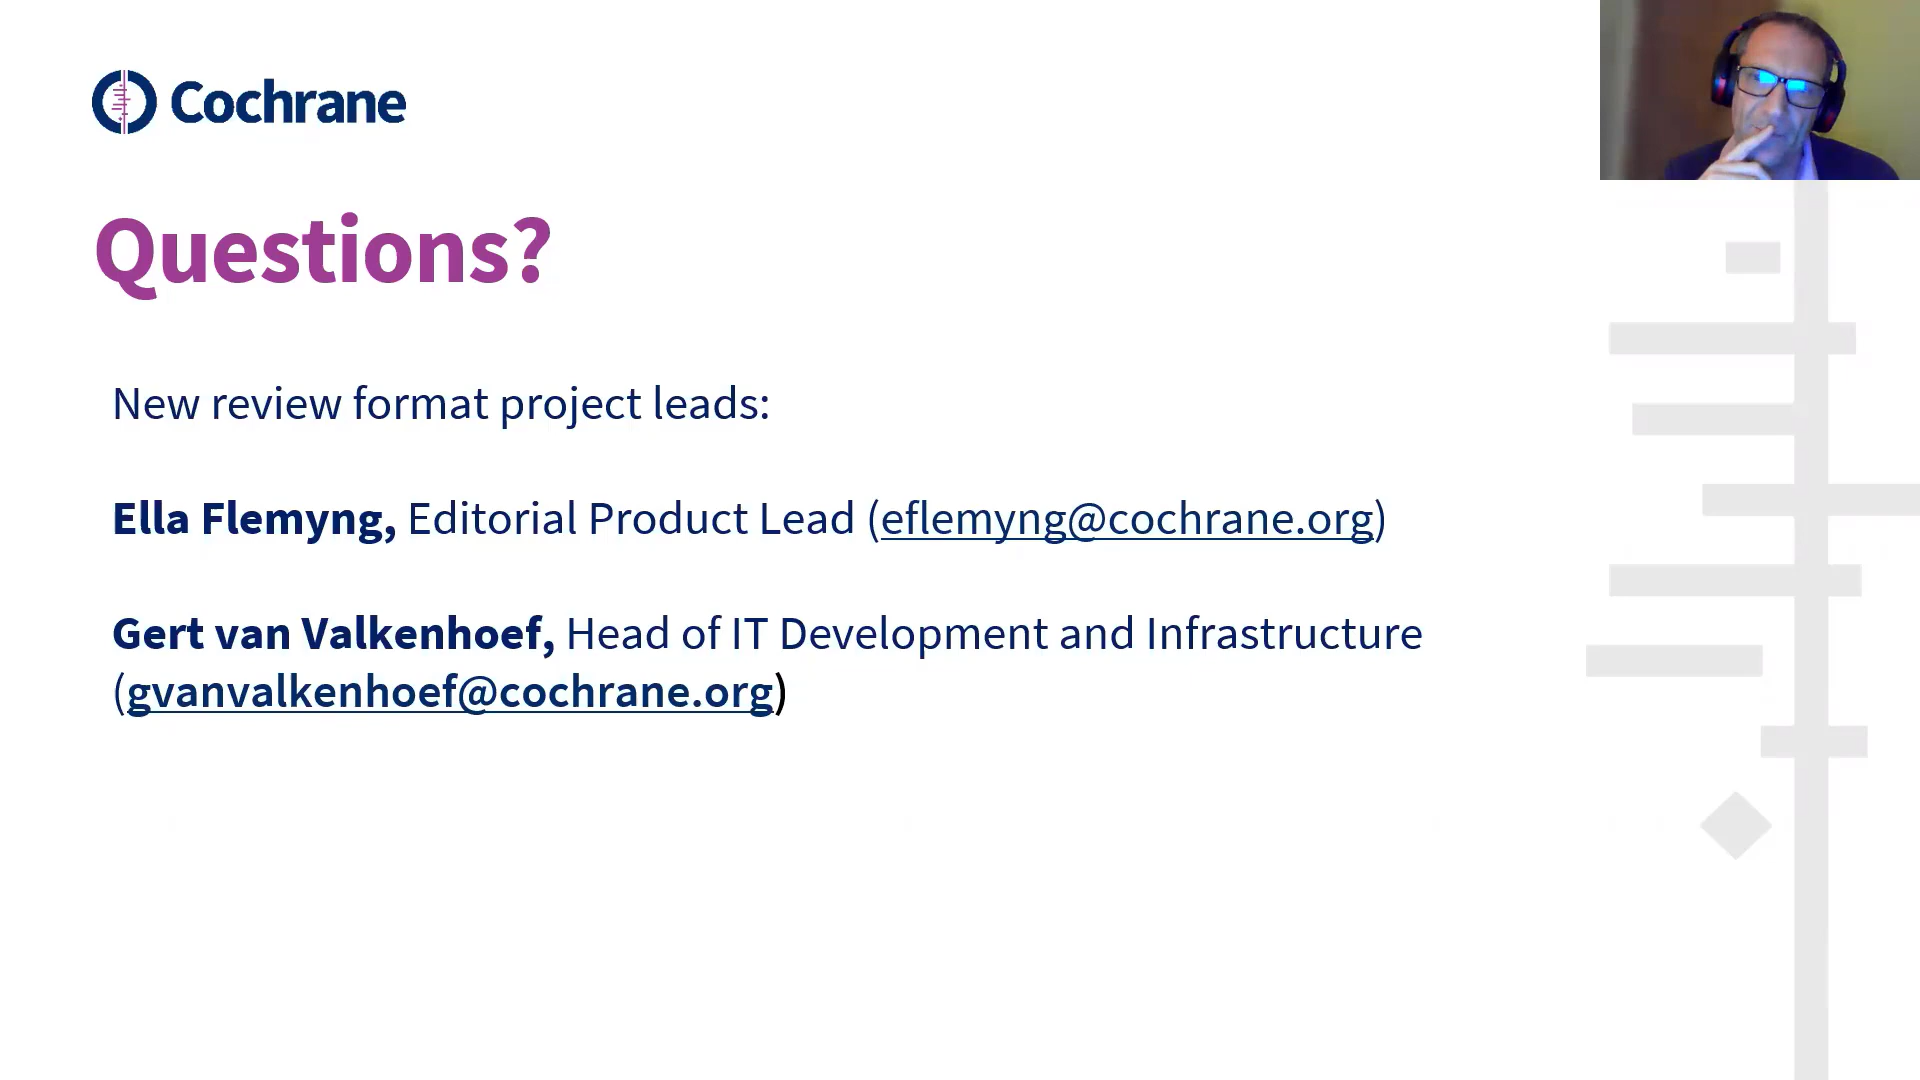 Cochrane
Questions?
New review format project leads:
Ella Flemyng, Editorial Product Lead (eflemyng@cochrane.org)
Gert van Valkenhoef, Head of IT Development and Infrastructure
(gvanvalkenhoef@cochrane.org)